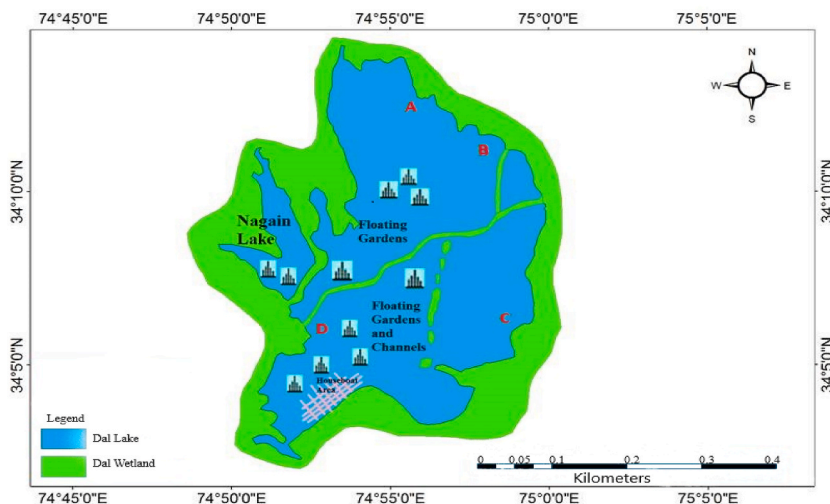 74°45'0"E
74°50'0"E
74°55'0"E
75°0'0"E
75°5'0"E
N
W
E
S
A
B
34°10'0"N
34°10'0"N
Nagain
Lake
Floating
Gardens
Floating
Gardens
and
Channels
C
D
34°5'0"N
34°5'0"N
Houseboat
Area
Legend
Dal Lake
Dal Wetland
0 0.05 0.1 0.2 0.3 0.4
Kilometers
74°45'0"E
74°50'0"E
74°55'0"E
75°0'0"E
75°5'0"E